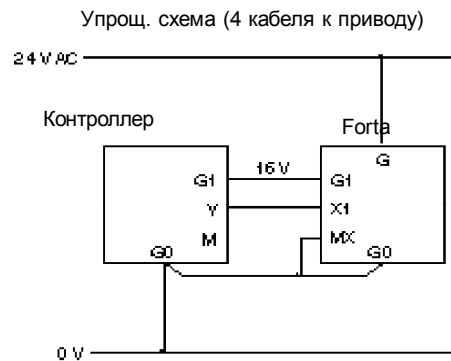 Упрощ. схема (4 кабеля к приводу)
24 V AC
Контроллер
Forta
G
G1
16 V
G1
Y
X1
M
MX
G0
G0
0 V